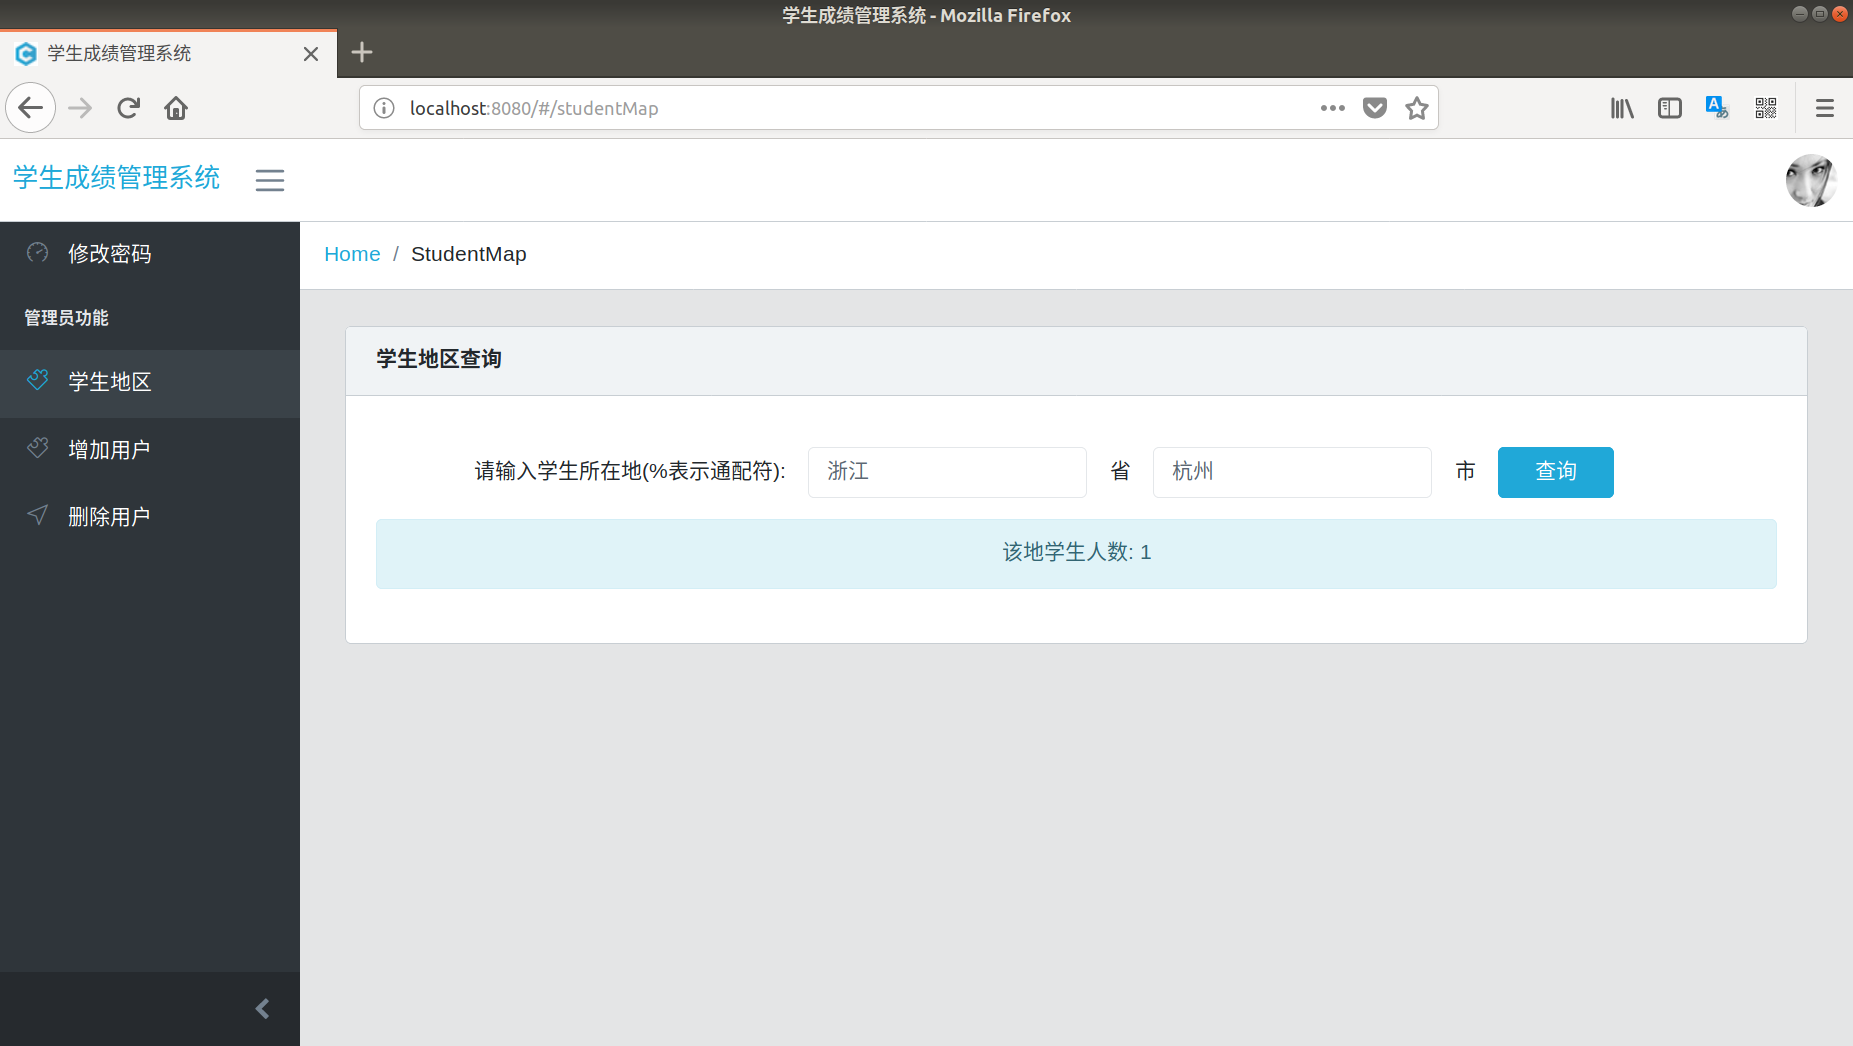 学生成绩管理系统 - Mozilla Firefox
学生成绩管理系统
localhost:8080/#/studentMap
学生成绩管理系统
修改密码
管理员功能
学生地区
增加用户
删除用户
Home / StudentMap
学生地区查询
请输入学生所在地(%表示通配符): 浙江 省 杭州 市 查询
该地学生人数: 1